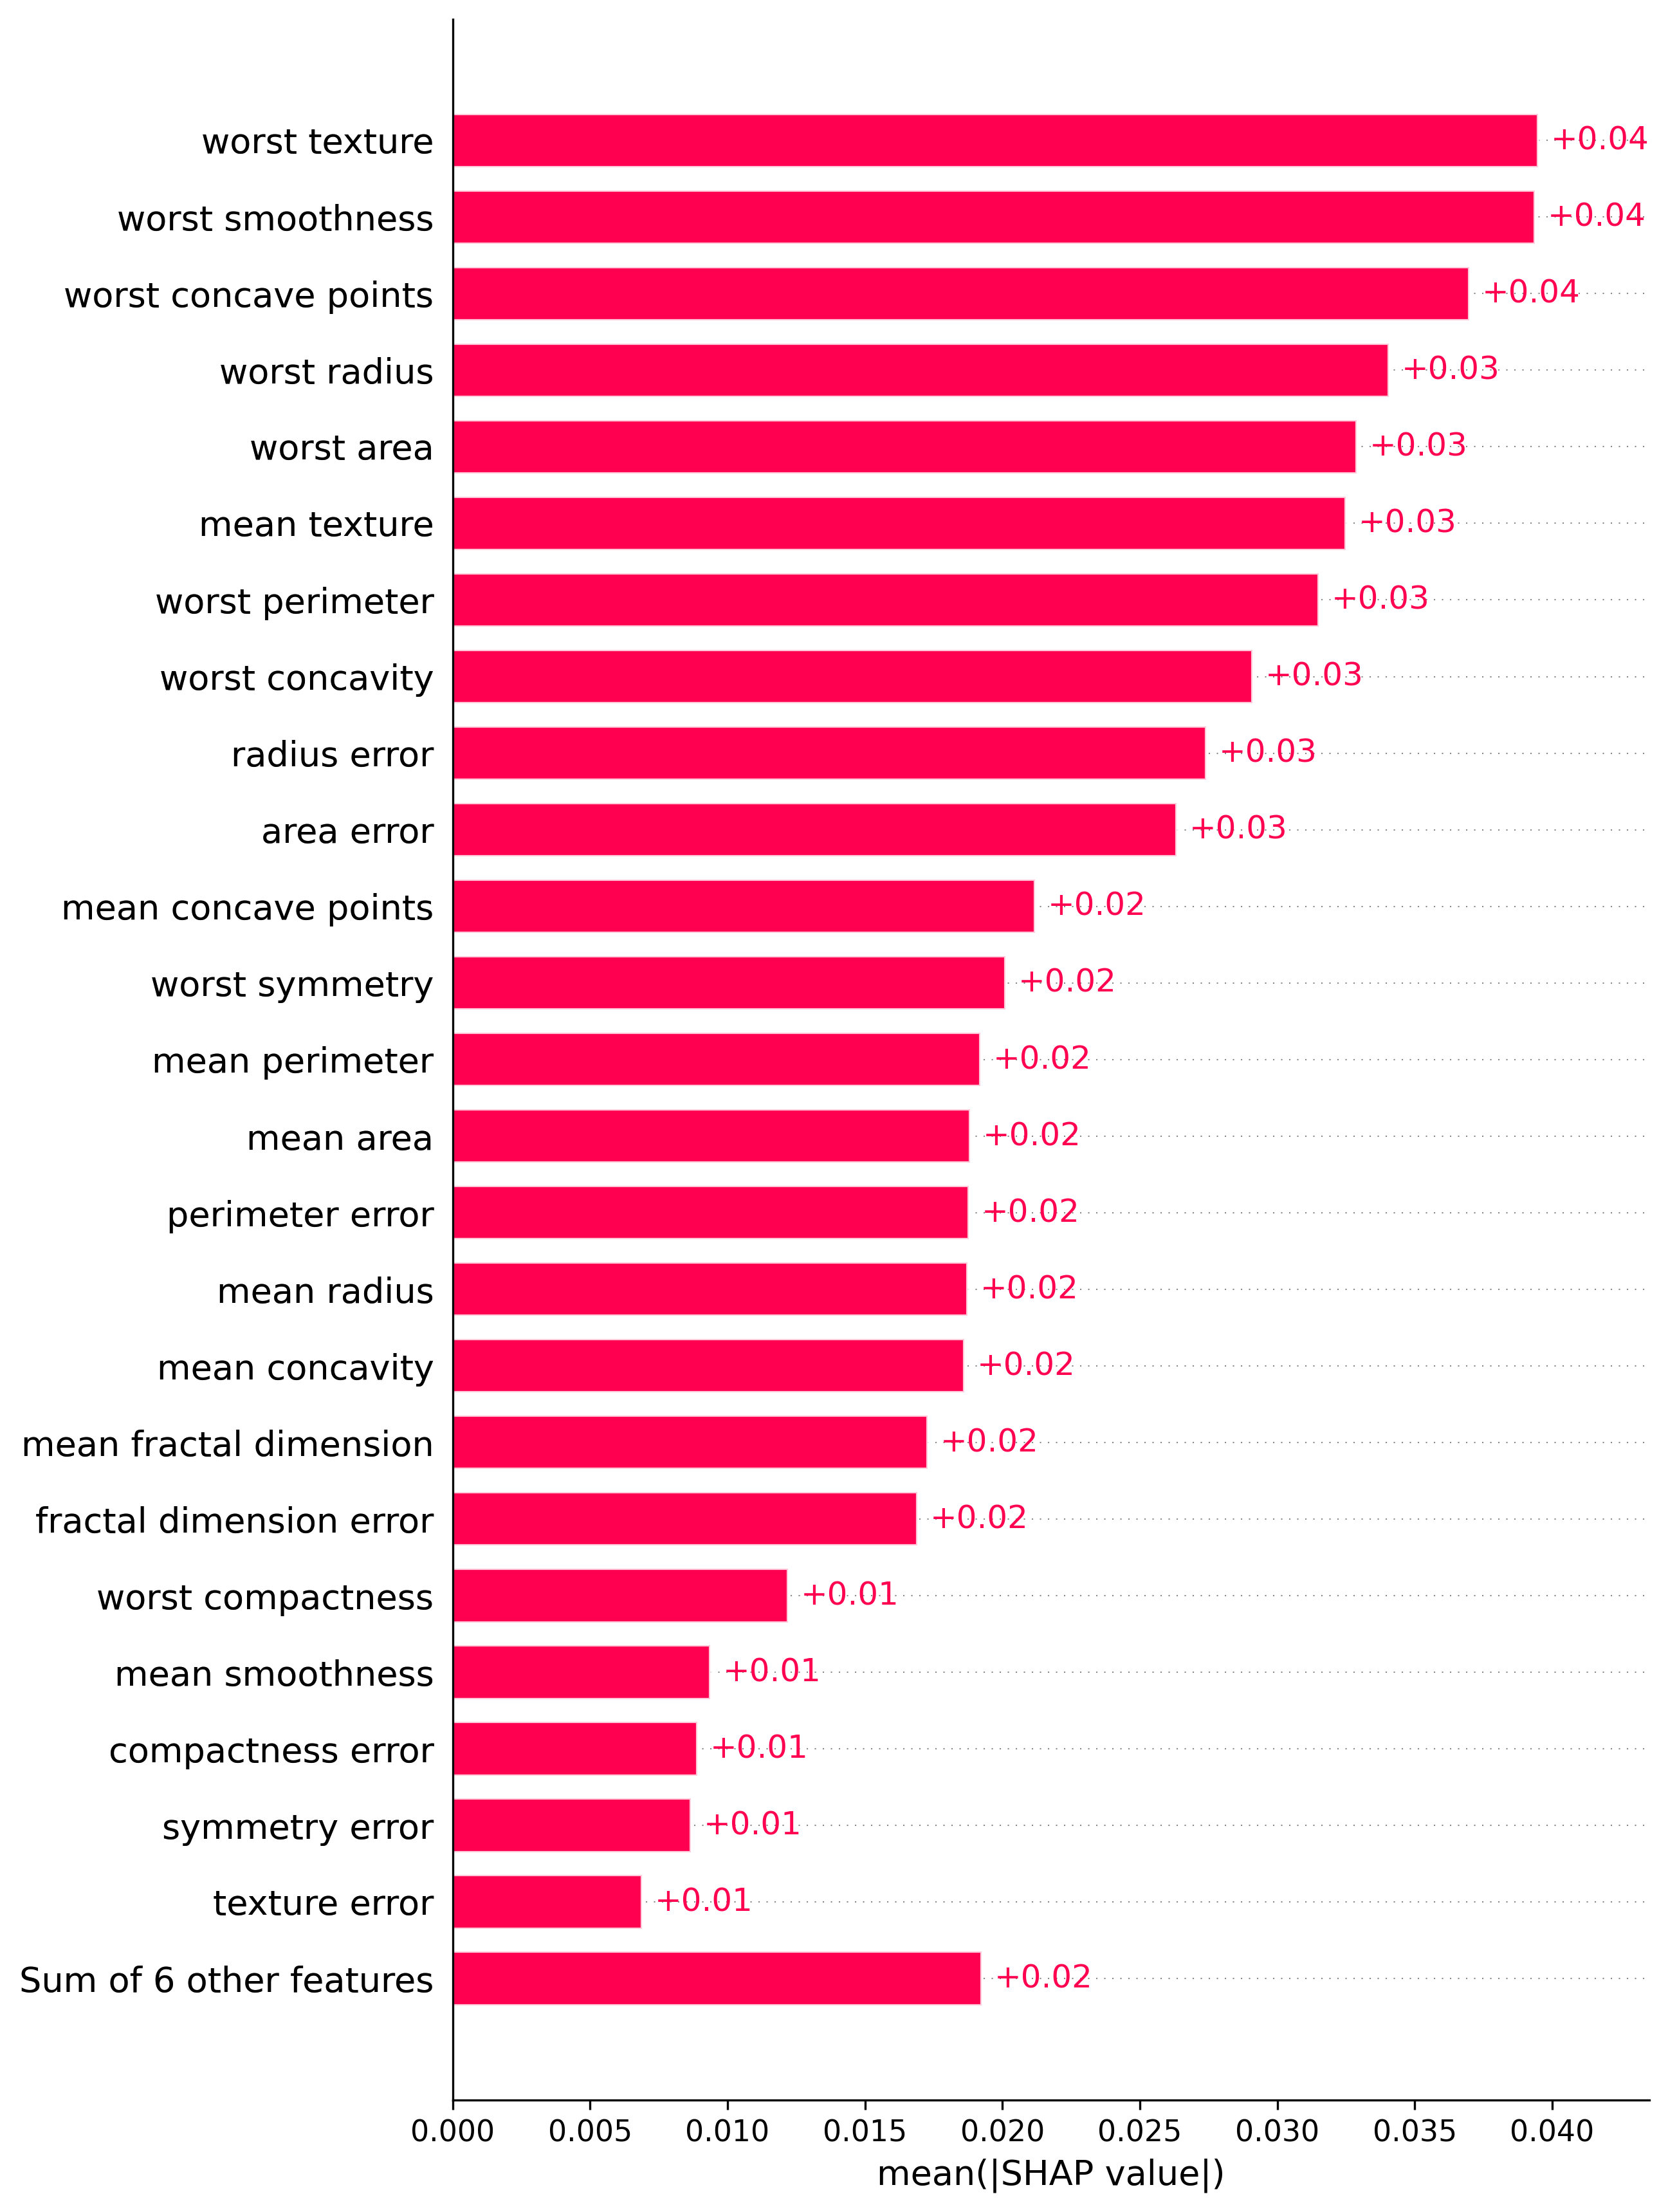 worst texture +0.04
worst smoothness +0.04
worst concave points +0.04
worst radius +0.03
worst area +0.03
mean texture +0.03
worst perimeter +0.03
worst concavity +0.03
radius error +0.03
area error +0.03
mean concave points +0.02
worst symmetry +0.02
mean perimeter +0.02
mean area +0.02
perimeter error +0.02
mean radius +0.02
mean concavity +0.02
mean fractal dimension +0.02
fractal dimension error +0.02
worst compactness +0.01
mean smoothness +0.01
compactness error +0.01
symmetry error +0.01
texture error +0.01
Sum of 6 other features +0.02
0.000 0.005 0.010 0.015 0.020 0.025 0.030 0.035 0.040
mean(|SHAP value|)